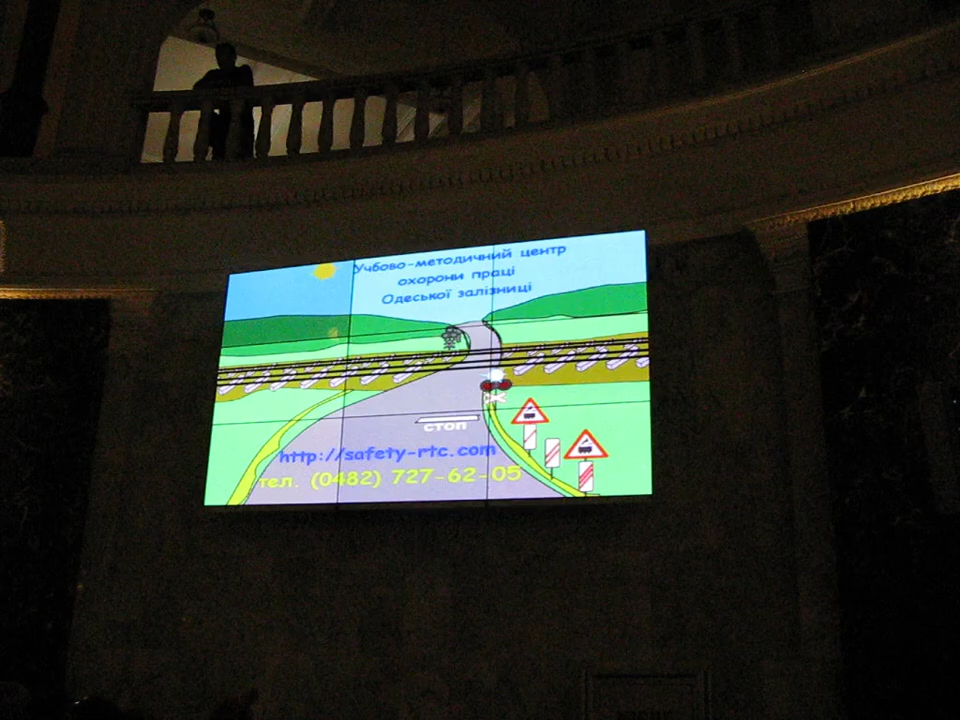 Учбово-методичний центр
охорони праці
Одеської залізниці
стоп
http://safety-rtc.com
тел. (0482) 727-62-05